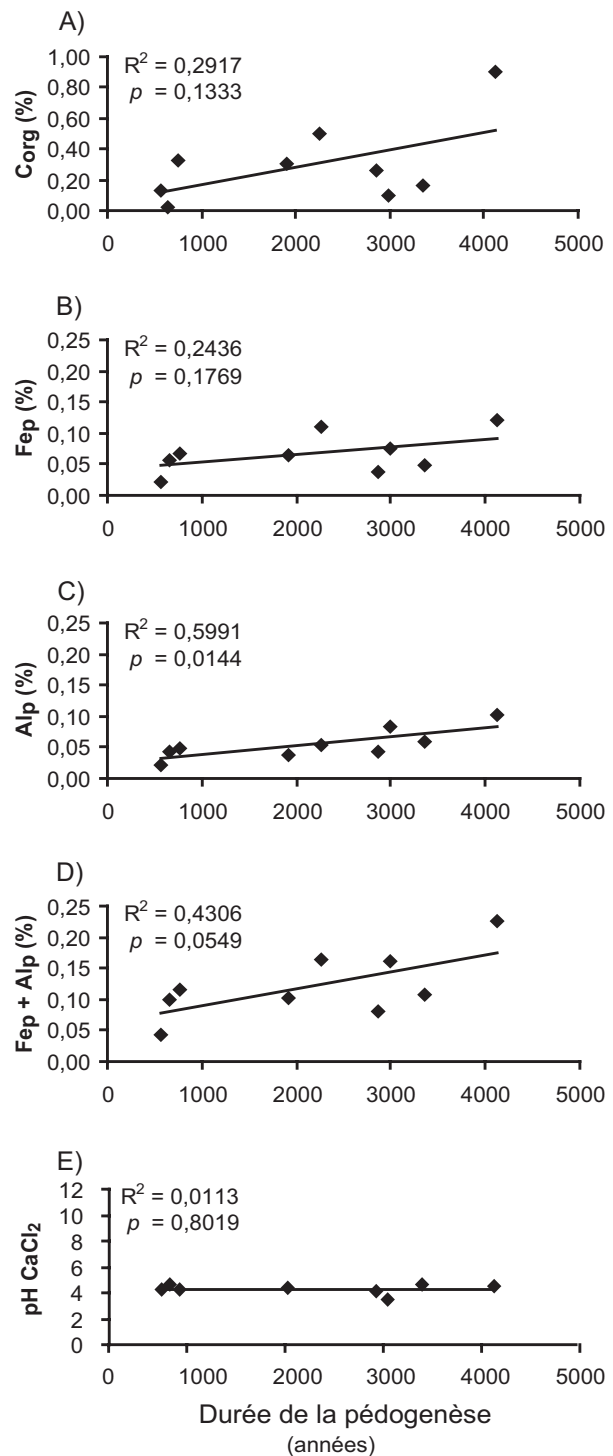 A)
R² = 0,2917
p = 0,1333
Corg (%)
1,00
0,80
0,60
0,40
0,20
0,00
0 1000 2000 3000 4000 5000
B)
R² = 0,2436
p = 0,1769
Fep (%)
0,25
0,20
0,15
0,10
0,05
0,00
0 1000 2000 3000 4000 5000
C)
R² = 0,5991
p = 0,0144
Alp (%)
0,25
0,20
0,15
0,10
0,05
0,00
0 1000 2000 3000 4000 5000
D)
R² = 0,4306
p = 0,0549
Fep + Alp (%)
0,25
0,20
0,15
0,10
0,05
0,00
0 1000 2000 3000 4000 5000
E)
R² = 0,0113
p = 0,8019
pH CaCl₂
12
10
8
6
4
2
0
0 1000 2000 3000 4000 5000
Durée de la pédogenèse
(années)